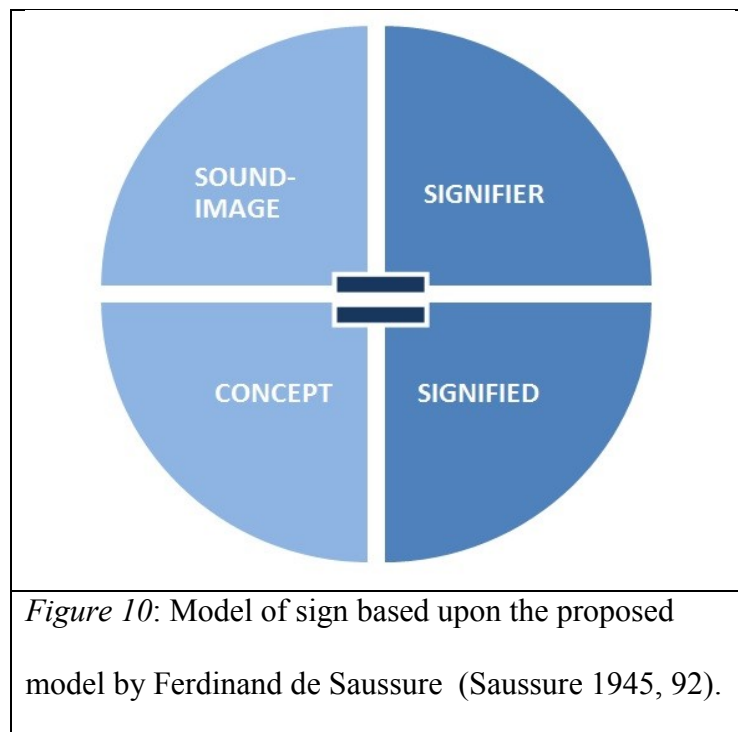 SOUND-
IMAGE
SIGNIFIER
CONCEPT
SIGNIFIED
Figure 10: Model of sign based upon the proposed
model by Ferdinand de Saussure (Saussure 1945, 92).